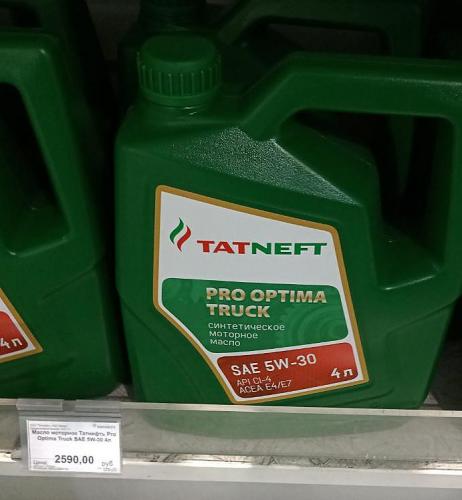 TATNEFT
PRO OPTIMA
TRUCK
синтетическое
моторное
масло
SAE 5W-30
API CI-4
ACEA E4/E7
4 л
4 л
Масло моторное Татнефть Pro
Optima Truck SAE 5W-30 4л
Цена: 2590,00 руб